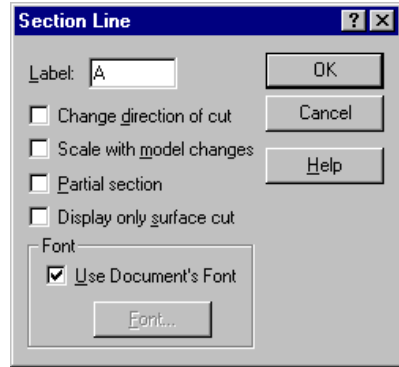 Section Line
Label: A
OK
Change direction of cut
Cancel
Scale with model changes
Help
Partial section
Display only surface cut
Font
Use Document's Font
Font...